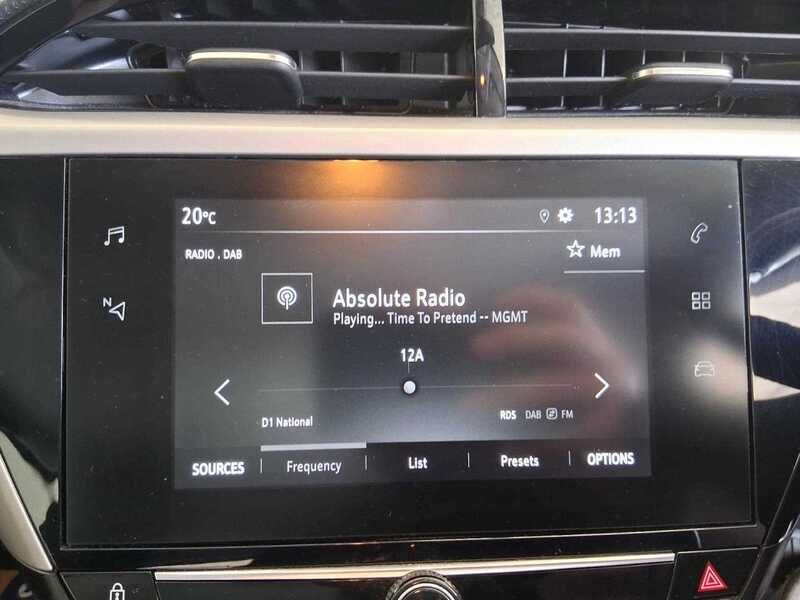 20°C 13:13
RADIO . DAB Mem
N
Absolute Radio
Playing... Time To Pretend -- MGMT
12A
D1 National RDS DAB FM
SOURCES Frequency List Presets OPTIONS